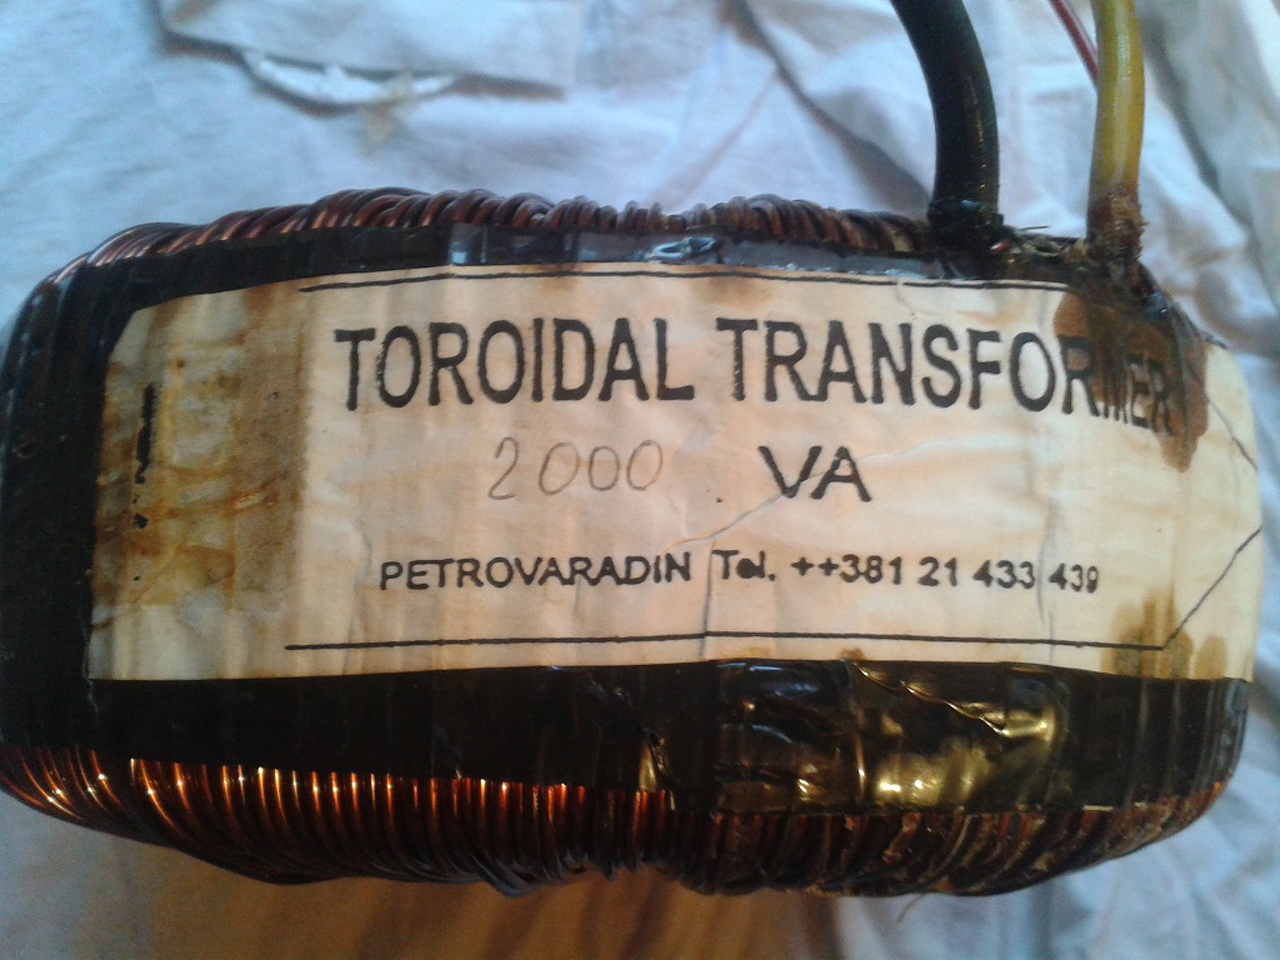 TOROIDAL TRANSFORMER
2000 VA
PETROVARADIN Tel. ++381 21 433 439